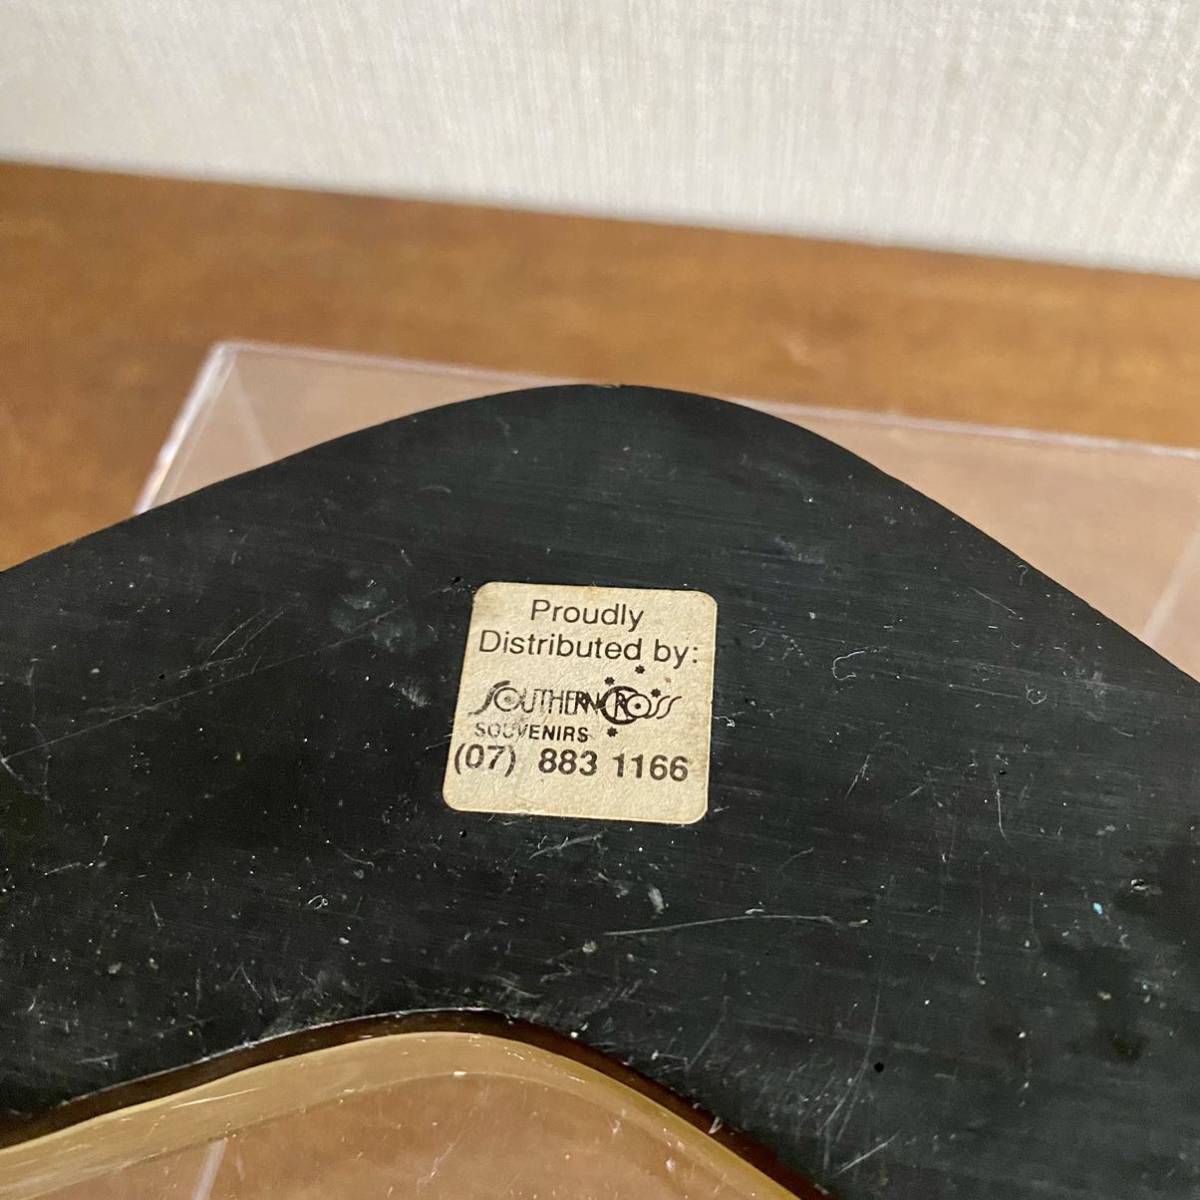 Proudly
Distributed by:
SOUTHERN CROSS
SOUVENIRS
(07) 883 1166